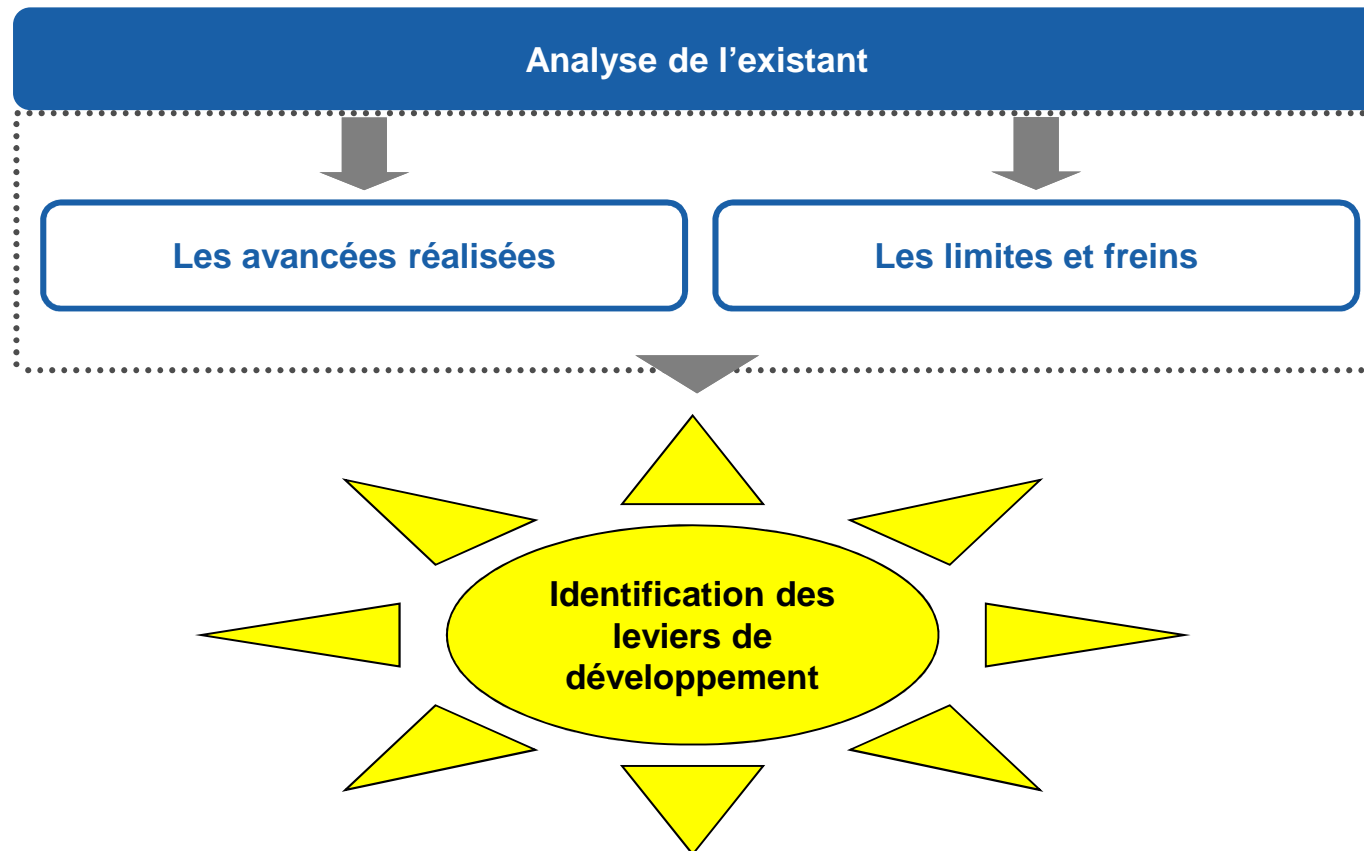 Analyse de l’existant
Les avancées réalisées
Les limites et freins
Identification des
leviers de
développement